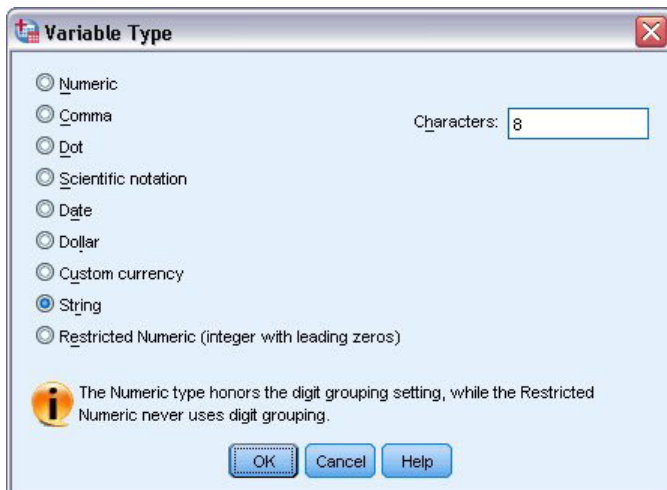 Variable Type
Numeric
Comma
Characters: 8
Dot
Scientific notation
Date
Dollar
Custom currency
String
Restricted Numeric (integer with leading zeros)
The Numeric type honors the digit grouping setting, while the Restricted
Numeric never uses digit grouping.
OK Cancel Help